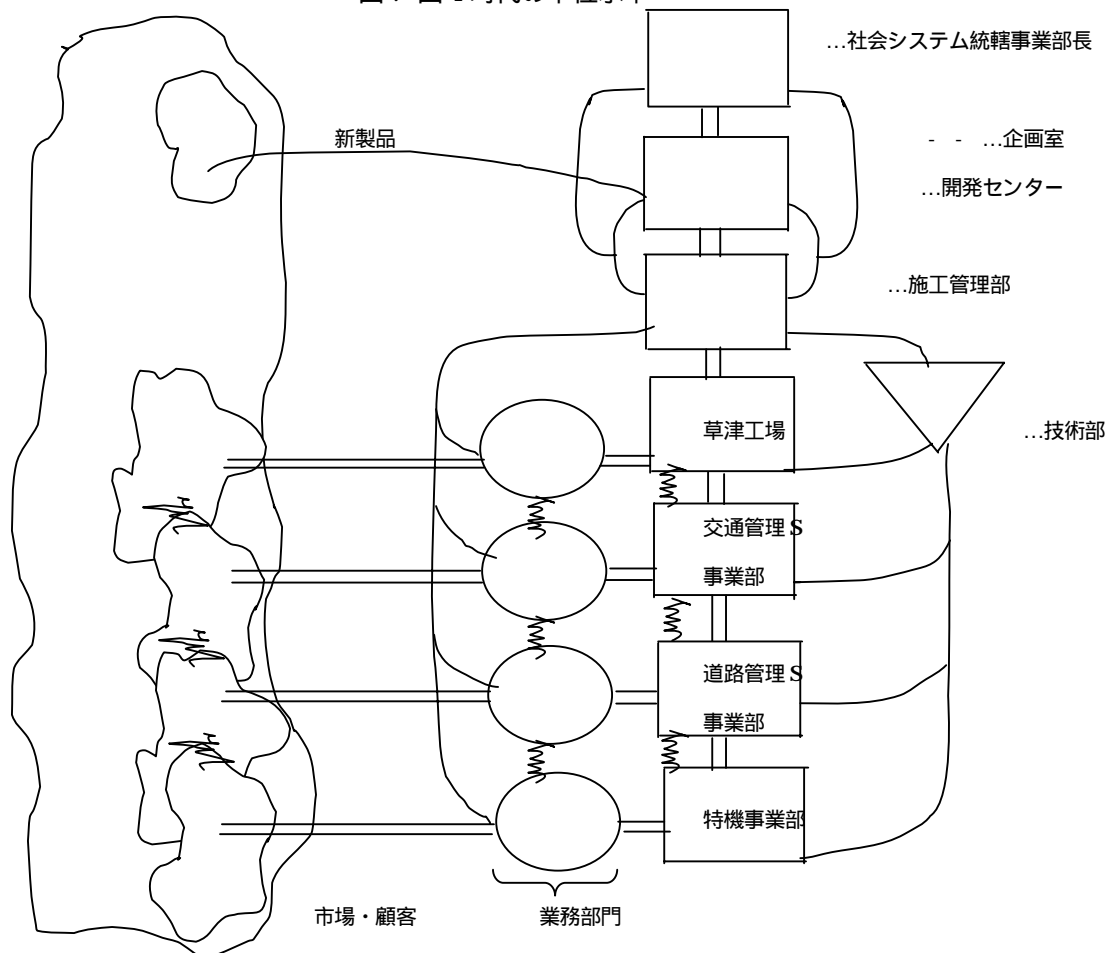 …社会システム統轄事業部長
新製品
- - …企画室
…開発センター
…施工管理部
草津工場
…技術部
交通管理S
事業部
道路管理S
事業部
特機事業部
市場・顧客
業務部門